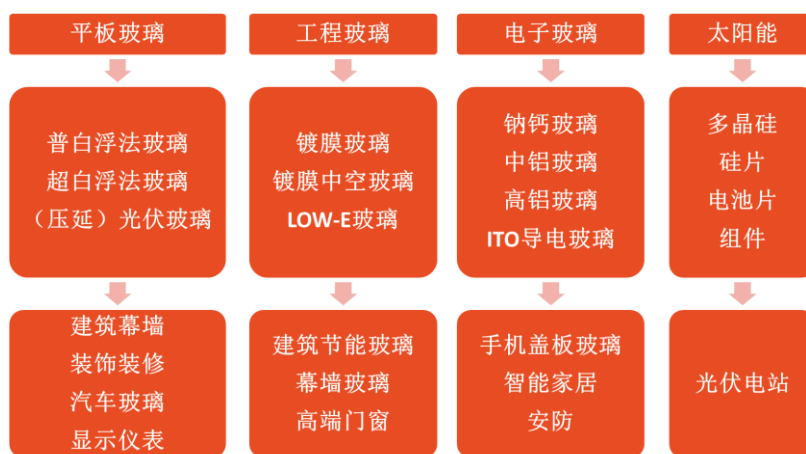 平板玻璃
工程玻璃
电子玻璃
太阳能
普白浮法玻璃
超白浮法玻璃
（压延）光伏玻璃
镀膜玻璃
镀膜中空玻璃
LOW-E玻璃
钠钙玻璃
中铝玻璃
高铝玻璃
ITO导电玻璃
多晶硅
硅片
电池片
组件
建筑幕墙
装饰装修
汽车玻璃
显示仪表
建筑节能玻璃
幕墙玻璃
高端门窗
手机盖板玻璃
智能家居
安防
光伏电站